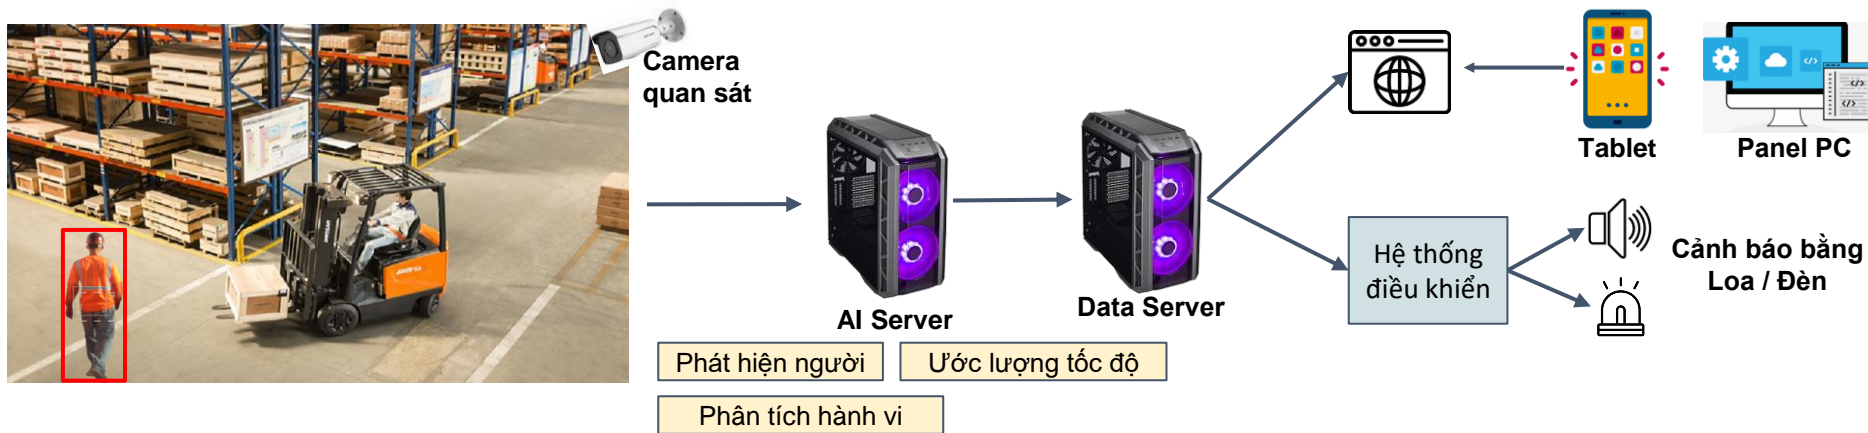 Camera
quan sát
AI Server
Data Server
Phát hiện người
Ước lượng tốc độ
Phân tích hành vi
Tablet
Panel PC
Hệ thống
điều khiển
Cảnh báo bằng
Loa / Đèn